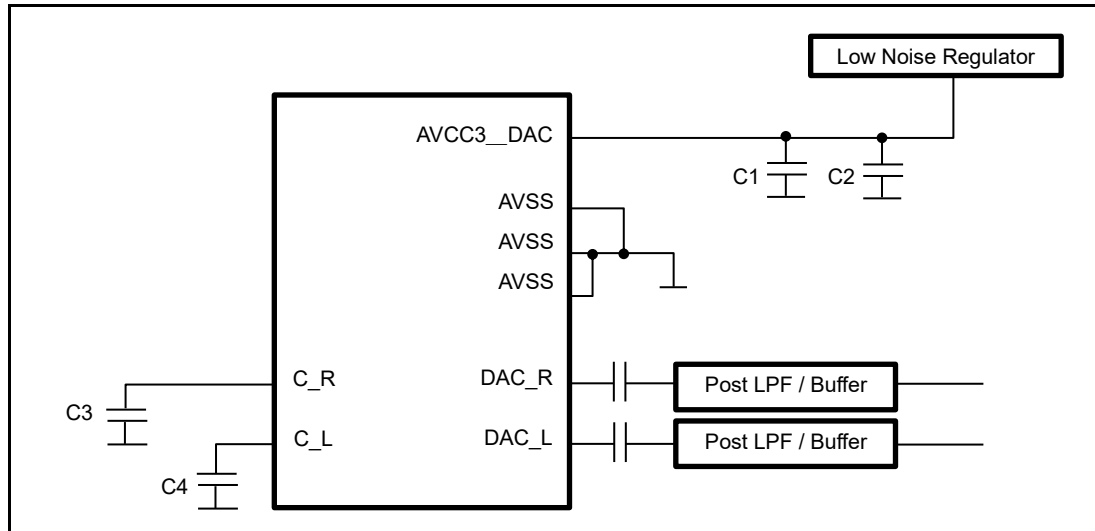 Low Noise Regulator
AVCC3__DAC
C1
C2
AVSS
AVSS
AVSS
C_R
DAC_R
Post LPF / Buffer
C3
C_L
DAC_L
Post LPF / Buffer
C4